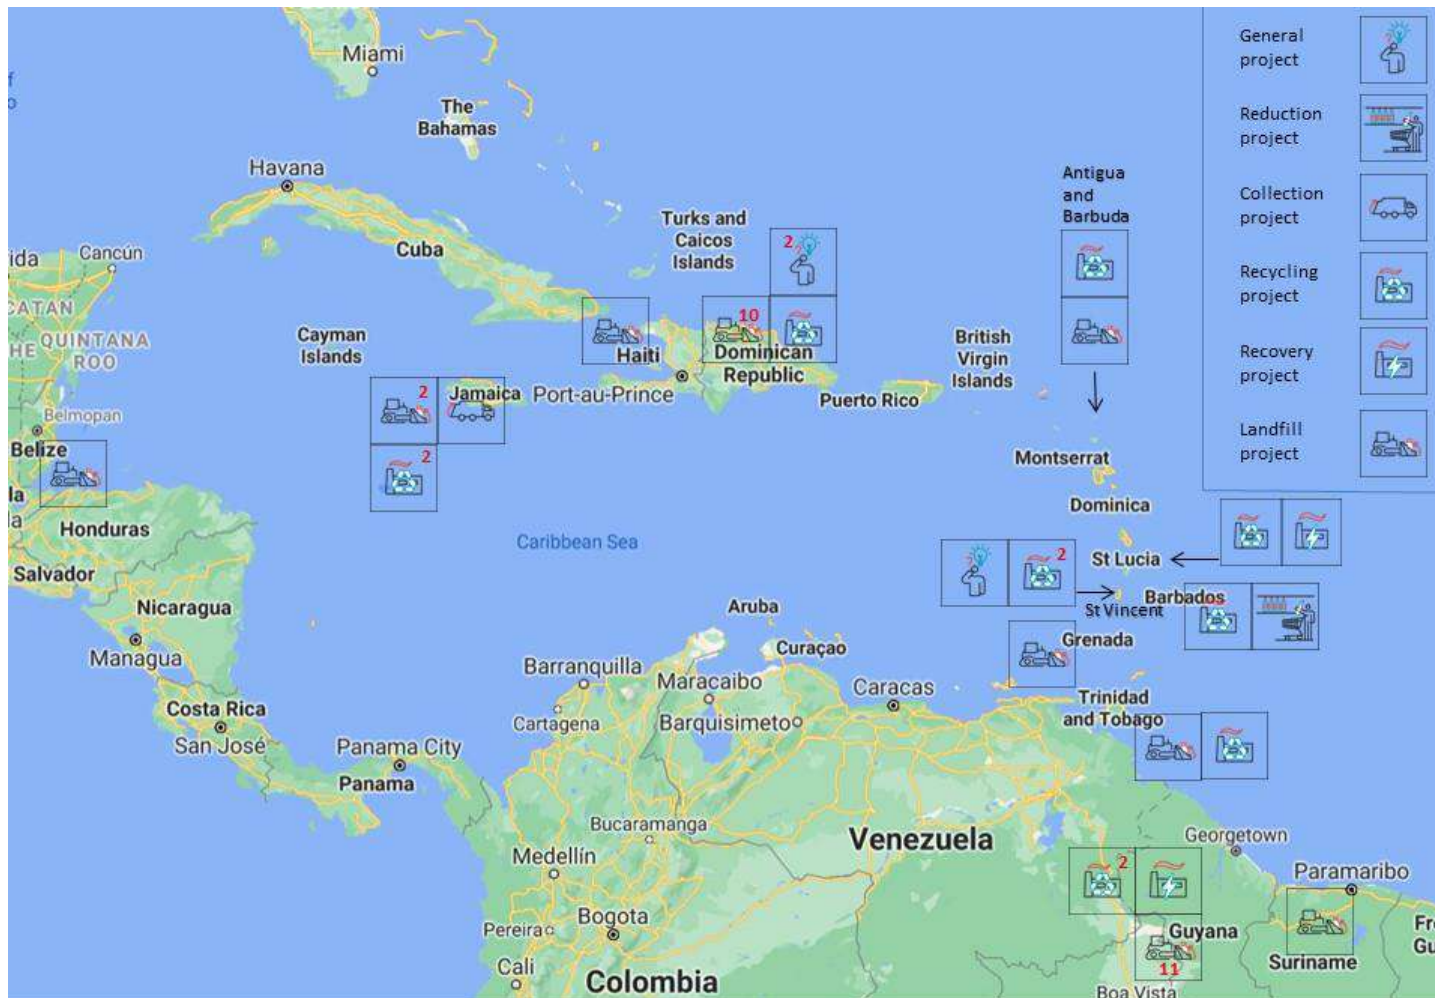 General
project
Reduction
project
Collection
project
Recycling
project
Recovery
project
Landfill
project
Miami
The
Bahamas
Havana
Cuba
Turks and
Caicos
Islands
2
Antigua
and
Barbuda
Cancún
QUINTANA
ROO
Cayman
Islands
Haiti
10
Dominican
Republic
British
Virgin
Islands
Port-au-Prince
Puerto Rico
2
Jamaica
2
Belmopan
Belize
Honduras
Salvador
Nicaragua
Managua
Costa Rica
San José
Panama City
Panama
Caribbean Sea
Montserrat
Dominica
St Lucia
2
St Vincent
Barbados
Grenada
Aruba
Curaçao
Barranquilla
Cartagena
Maracaibo
Barquisimeto
Caracas
Trinidad
and Tobago
Bucaramanga
Medellín
Pereira
Bogota
Cali
Colombia
Venezuela
Georgetown
Paramaribo
2
Guyana
11
Suriname
Boa Vista